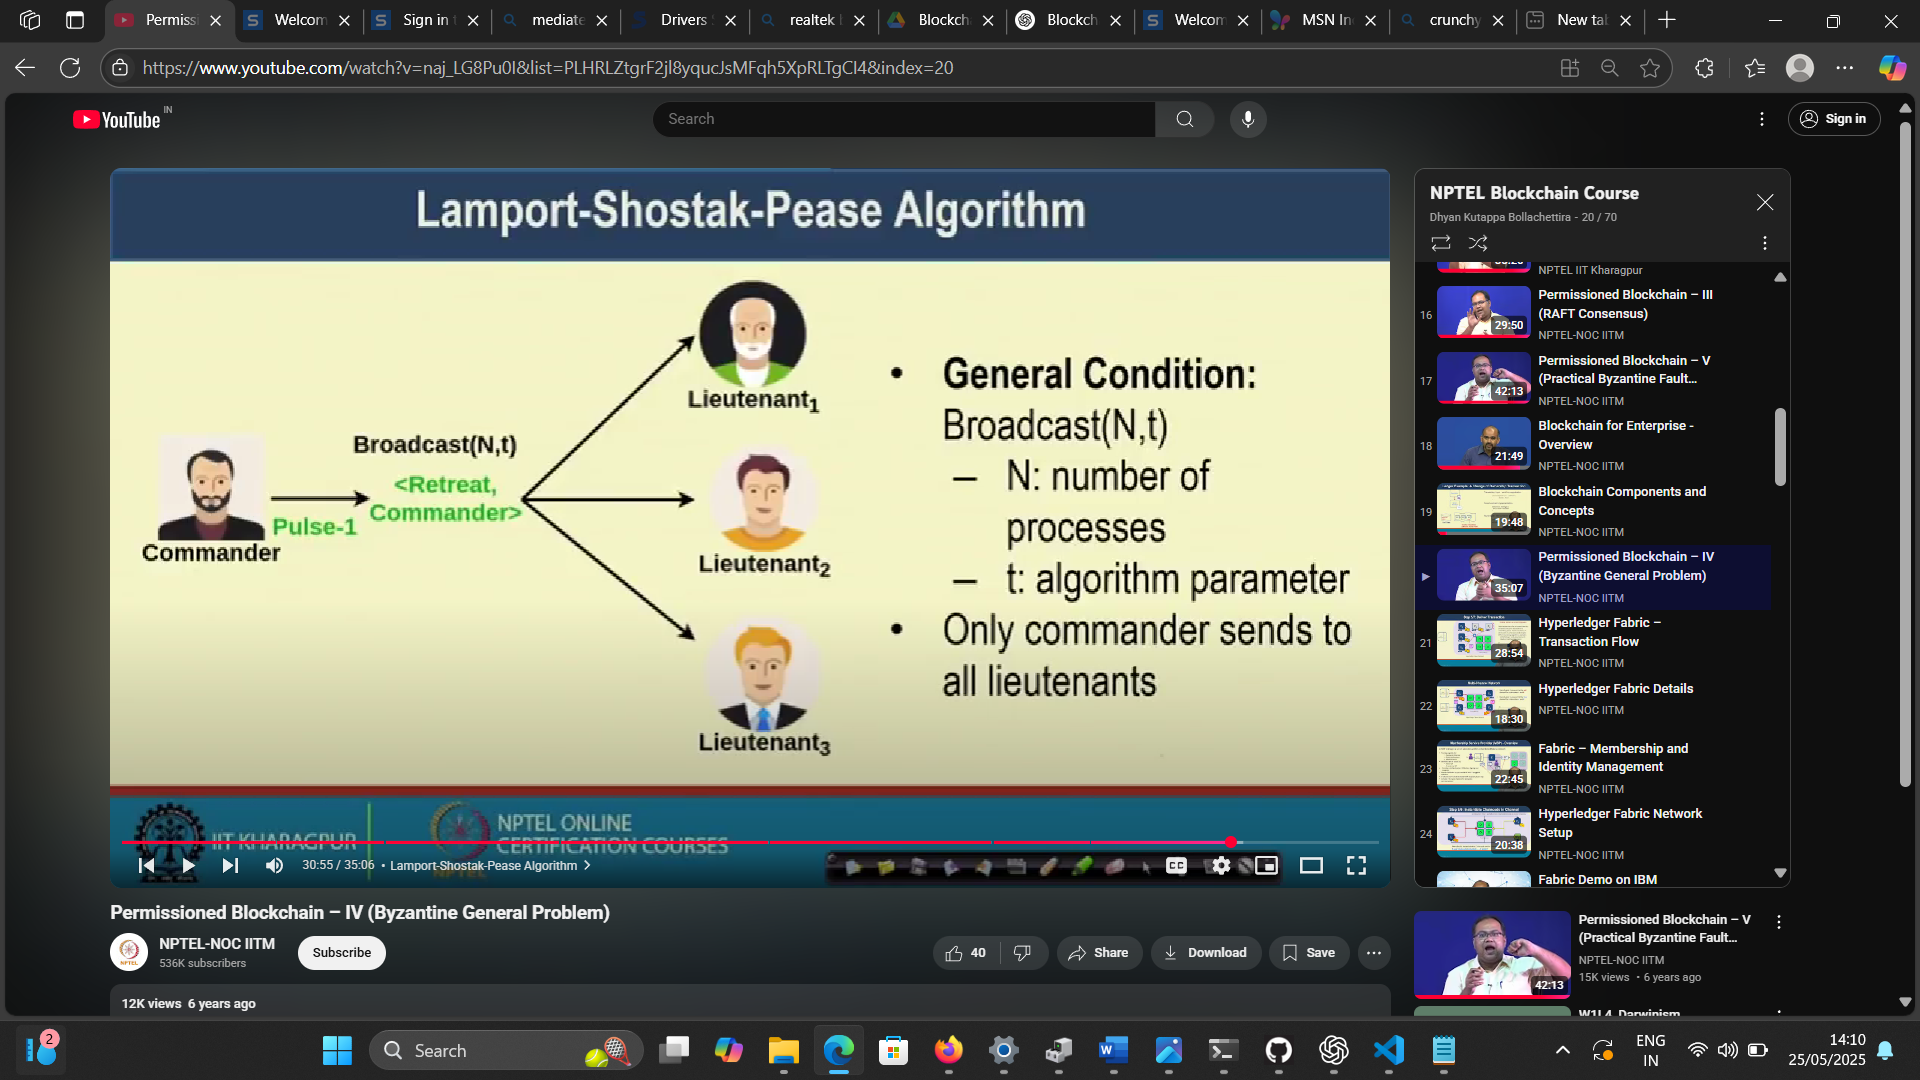 Permissi
Welcom
Sign in
mediate
Drivers
realtek
Blockch
Blockch
Welcom
MSN In
crunchy
New tab
https://www.youtube.com/watch?v=naj_LG8Pu0I&list=PLHRLZtgrF2jl8yqucJsMFqh5XpRLTgCl4&index=20
YouTube IN
Search
Sign in
Lamport-Shostak-Pease Algorithm
Commander
Pulse-1
Broadcast(N,t)
<Retreat,
Commander>
Lieutenant1
Lieutenant2
Lieutenant3
• General Condition:
Broadcast(N,t)
– N: number of
processes
– t: algorithm parameter
• Only commander sends to
all lieutenants
IIT KHARAGPUR
NPTEL ONLINE
CERTIFICATION COURSES
NPTEL
30:55 / 35:06 • Lamport-Shostak-Pease Algorithm
CC
Permissioned Blockchain – IV (Byzantine General Problem)
NPTEL-NOC IITM
536K subscribers
Subscribe
40
Share
Download
Save
12K views 6 years ago
NPTEL Blockchain Course
Dhyan Kutappa Bollachettira - 20 / 70
NPTEL IIT Kharagpur
16
29:50
Permissioned Blockchain – III
(RAFT Consensus)
NPTEL-NOC IITM
17
42:13
Permissioned Blockchain – V
(Practical Byzantine Fault...
NPTEL-NOC IITM
18
21:49
Blockchain for Enterprise -
Overview
NPTEL-NOC IITM
19
19:48
Blockchain Components and
Concepts
NPTEL-NOC IITM
35:07
Permissioned Blockchain – IV
(Byzantine General Problem)
NPTEL-NOC IITM
21
28:54
Hyperledger Fabric –
Transaction Flow
NPTEL-NOC IITM
22
18:30
Hyperledger Fabric Details
NPTEL-NOC IITM
23
22:45
Fabric – Membership and
Identity Management
NPTEL-NOC IITM
24
20:38
Hyperledger Fabric Network
Setup
NPTEL-NOC IITM
Fabric Demo on IBM
42:13
Permissioned Blockchain – V
(Practical Byzantine Fault...
NPTEL-NOC IITM
15K views • 6 years ago
W1L4_Darwinism
2
Search
ENG
IN
14:10
25/05/2025